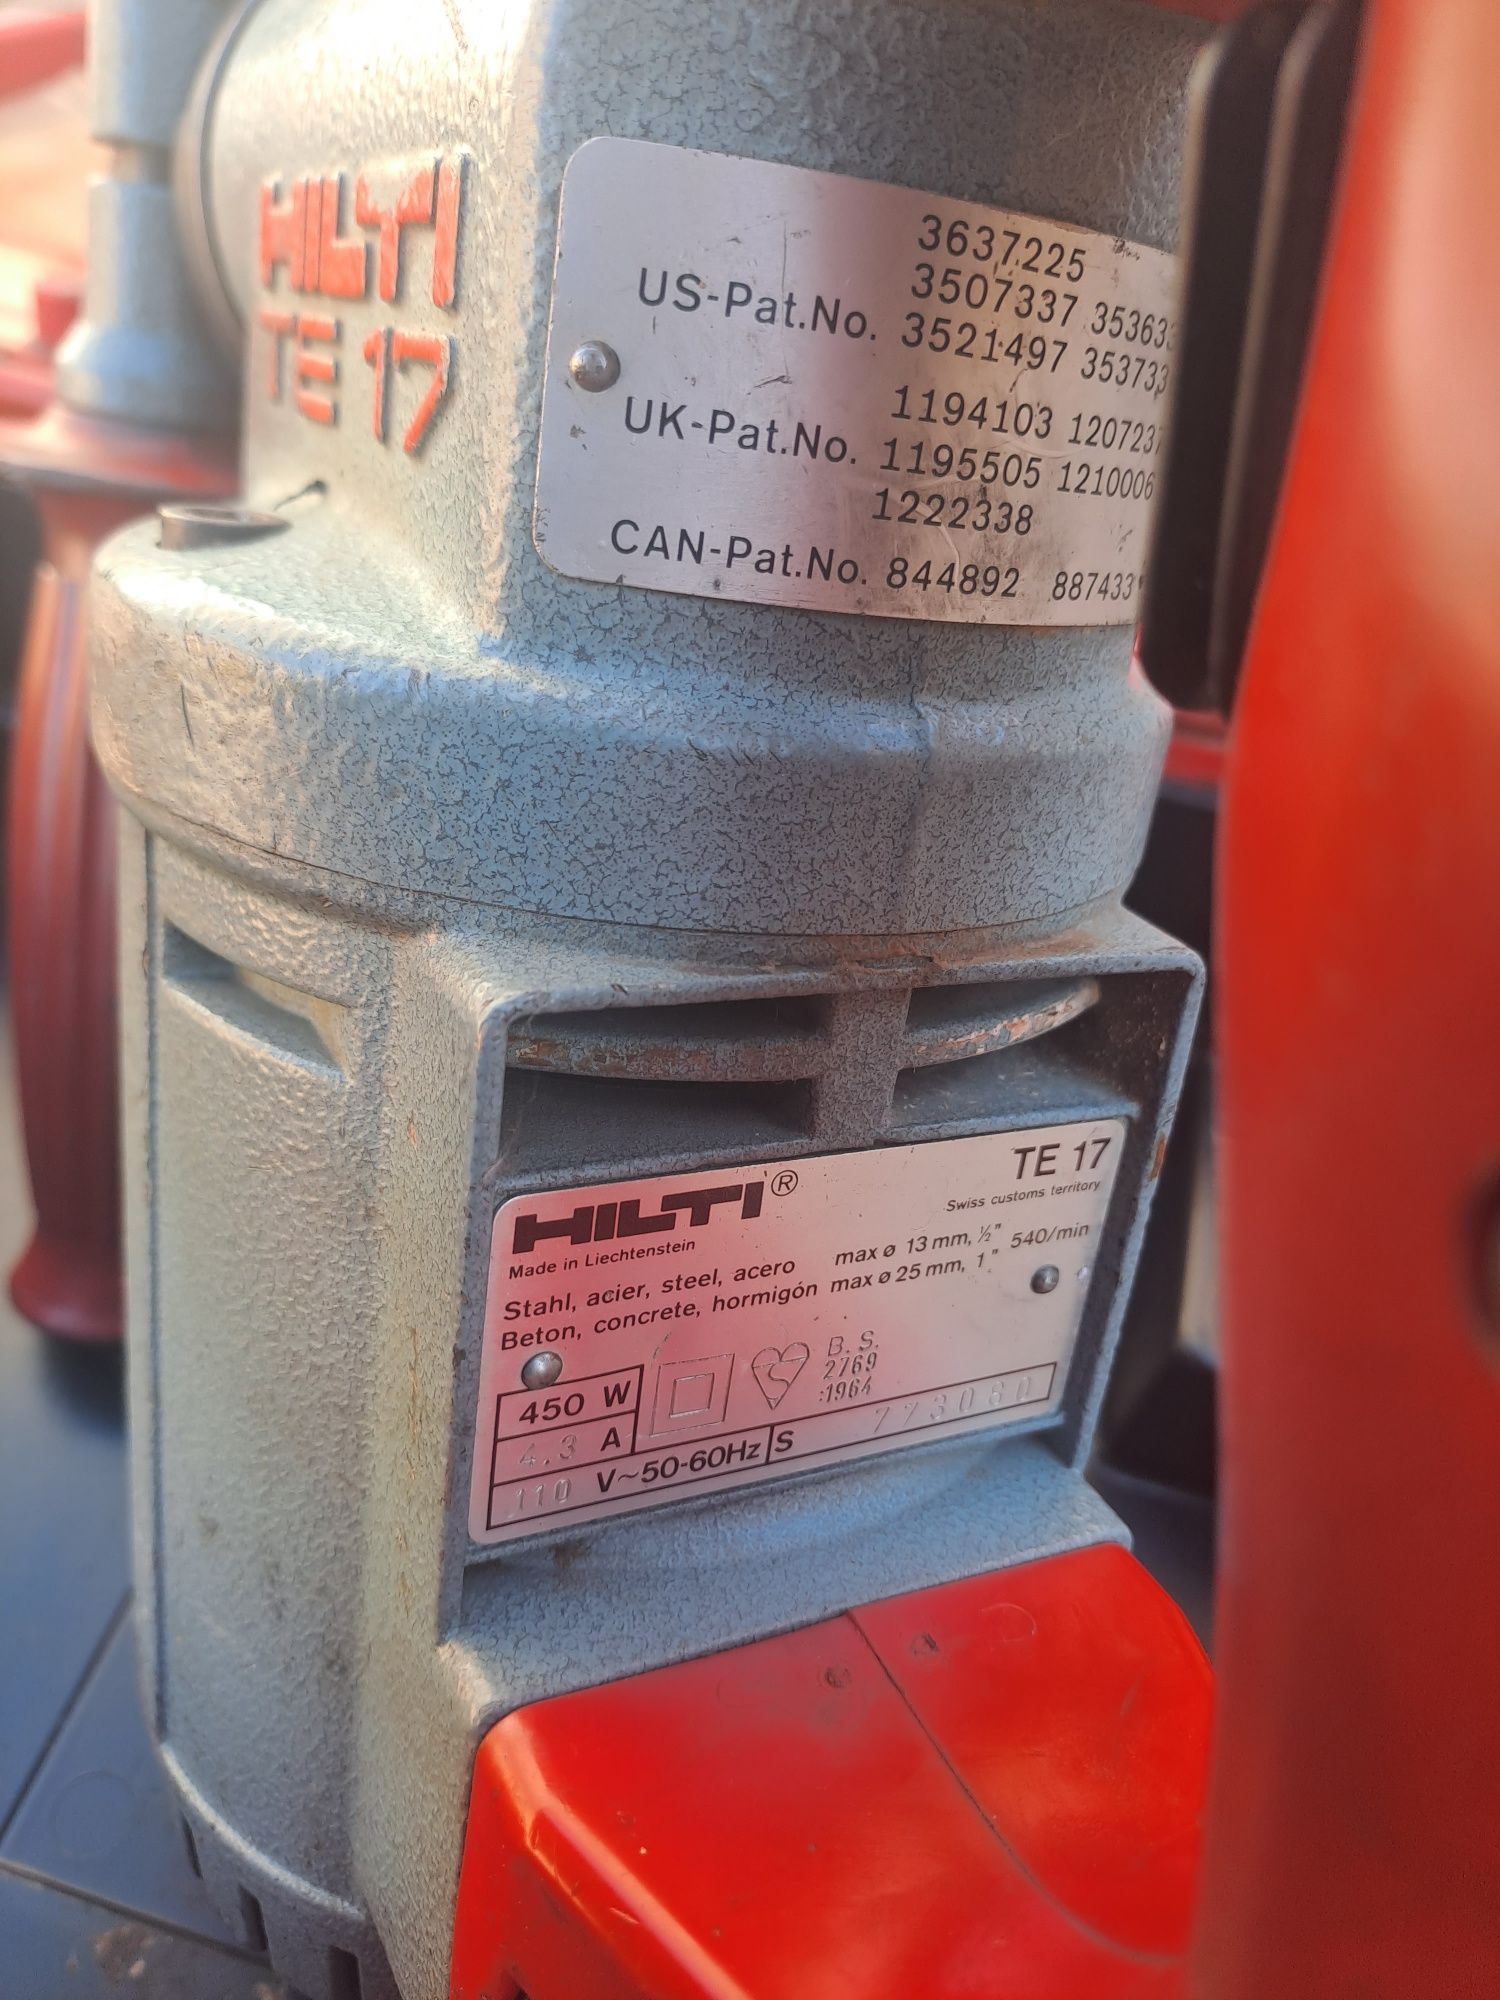 HILTI
TE 17
3637225
3507337
US-Pat.No. 3521497
1194103
UK-Pat.No. 1195505 1210006
1222338
CAN-Pat.No. 844892 887433
HILTI® TE 17
Made in Liechtenstein Swiss customs territory
Stahl, acier, steel, acero max ø 13 mm, ½" 540/min
Beton, concrete, hormigón max ø 25 mm, 1"
450 W
B. S.
2769
:1964
4.3 A
110 V~50-60Hz S 773080